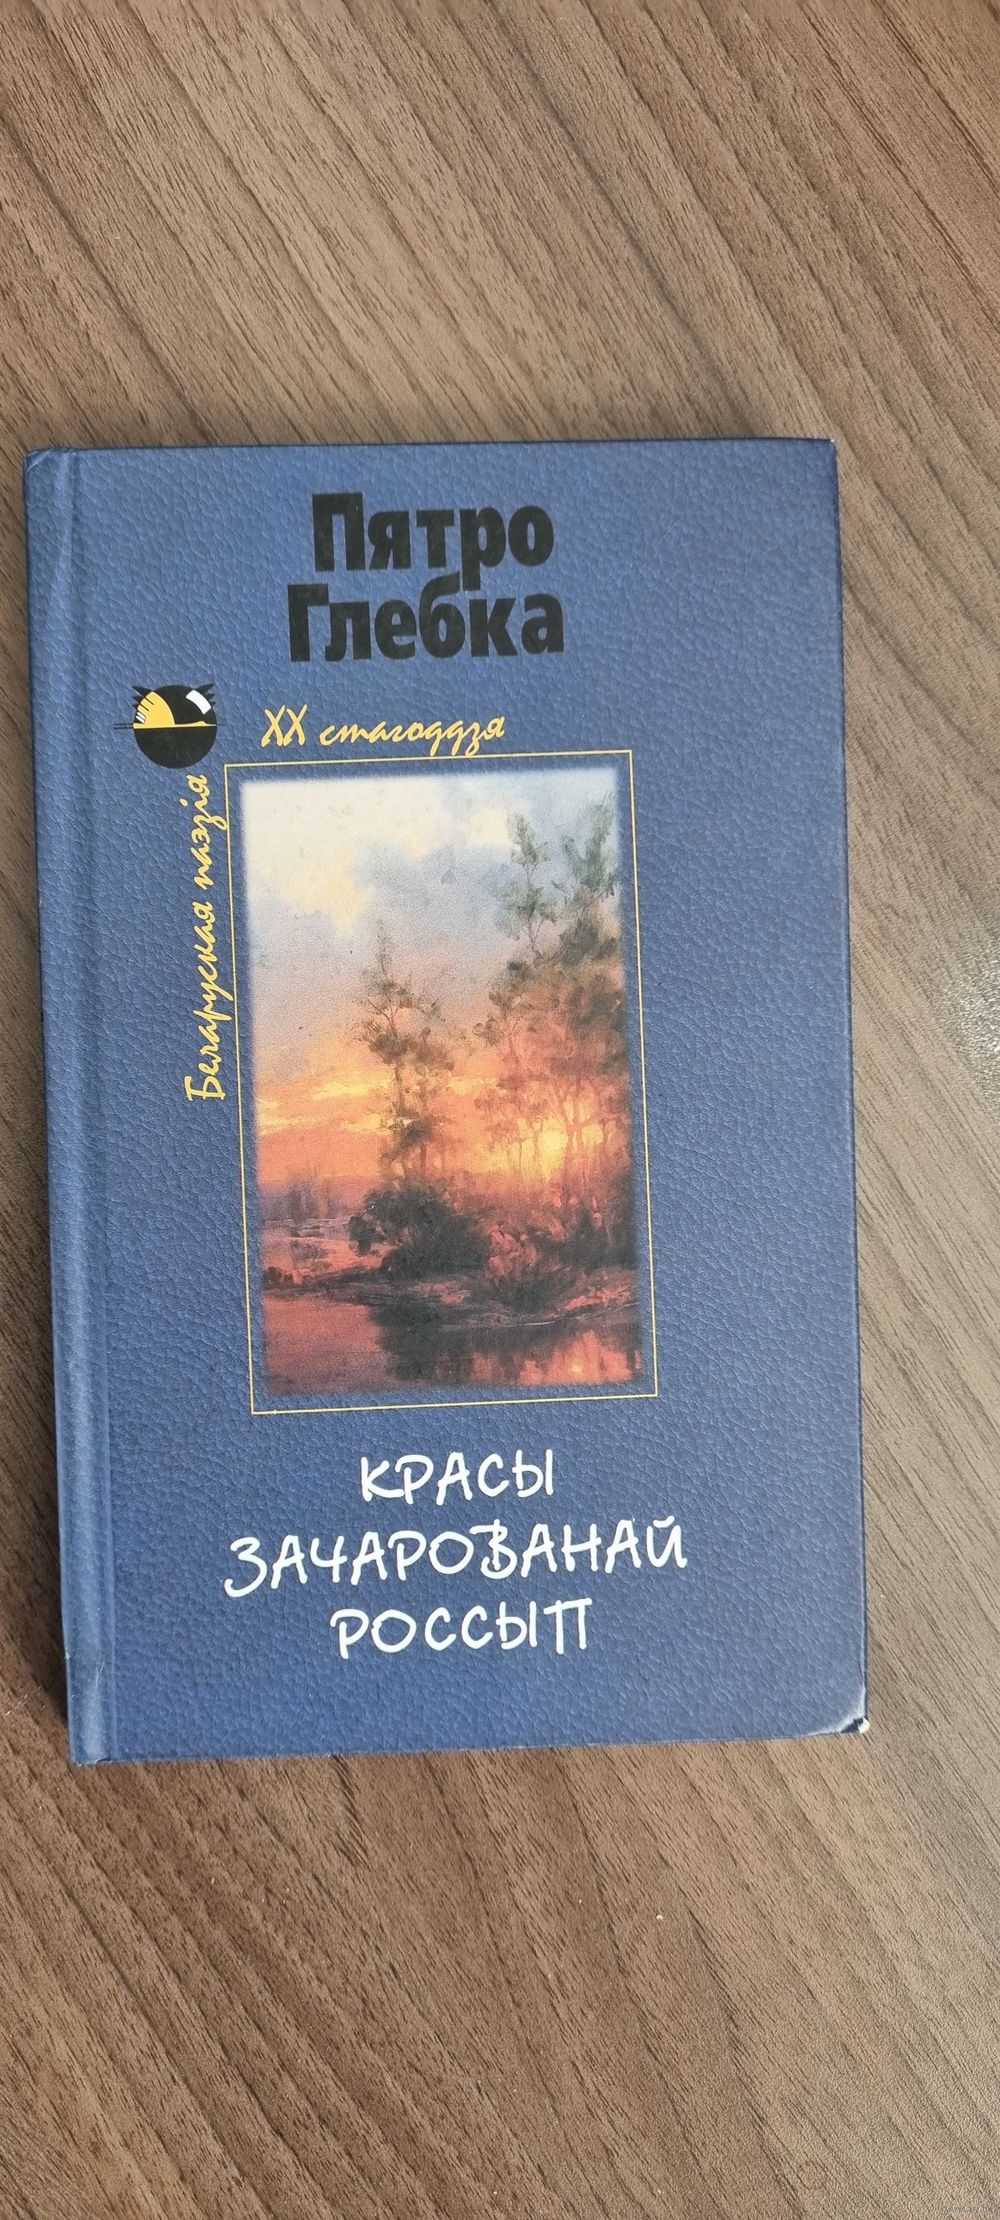 Пятро
Глебка
XX стагоддзя
Беларуская паэзія
КРАСЫ
ЗАЧАРОВАНАЙ
РОССЫП